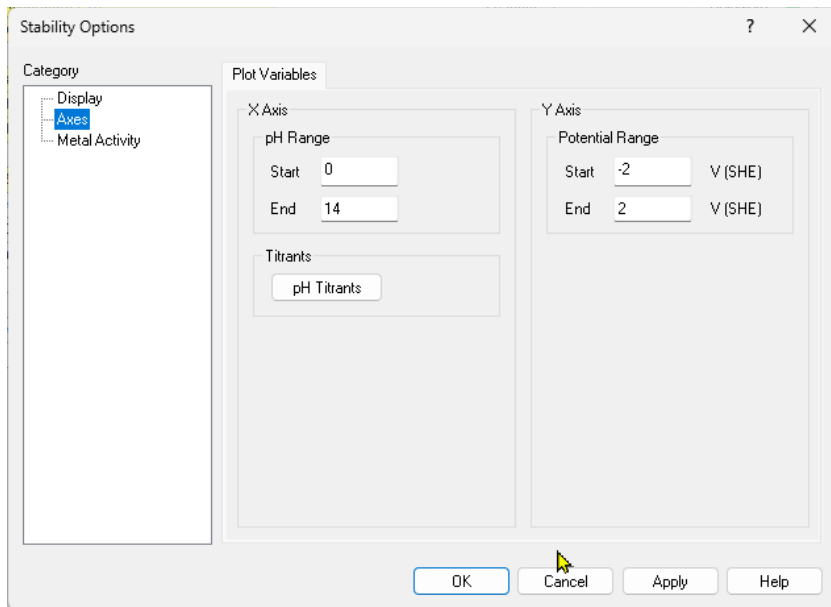 Stability Options
?
Category
Display
Axes
Metal Activity
Plot Variables
X Axis
pH Range
Start 0
End 14
Titrants
pH Titrants
Y Axis
Potential Range
Start -2 V (SHE)
End 2 V (SHE)
OK
Cancel
Apply
Help